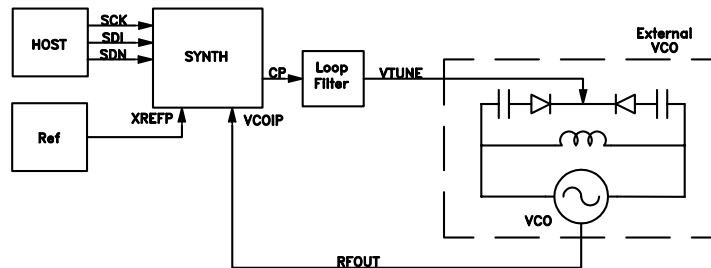 HOST
SCK
SDI
SDN
SYNTH
CP
Loop
Filter
VTUNE
External
VCO
Ref
XREFP
VCOIP
VCO
RFOUT